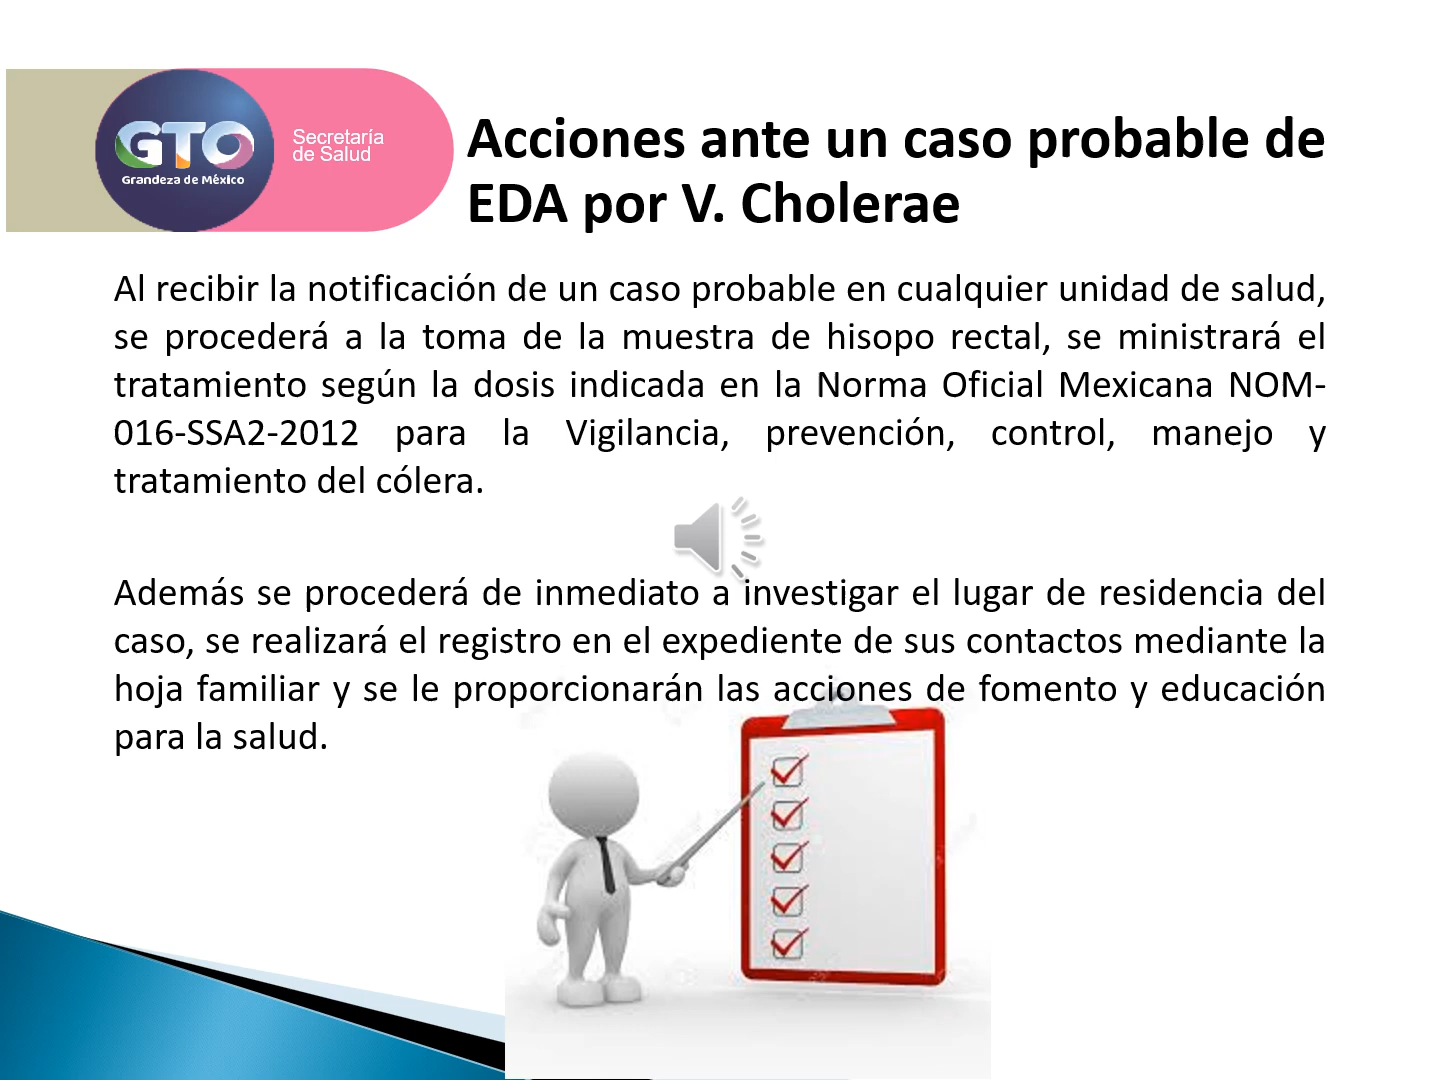 GTO
Grandeza de México
Secretaría
de Salud
Acciones ante un caso probable de
EDA por V. Cholerae
Al recibir la notificación de un caso probable en cualquier unidad de salud,
se procederá a la toma de la muestra de hisopo rectal, se ministrará el
tratamiento según la dosis indicada en la Norma Oficial Mexicana NOM-
016-SSA2-2012 para la Vigilancia, prevención, control, manejo y
tratamiento del cólera.
Además se procederá de inmediato a investigar el lugar de residencia del
caso, se realizará el registro en el expediente de sus contactos mediante la
hoja familiar y se le proporcionarán las acciones de fomento y educación
para la salud.